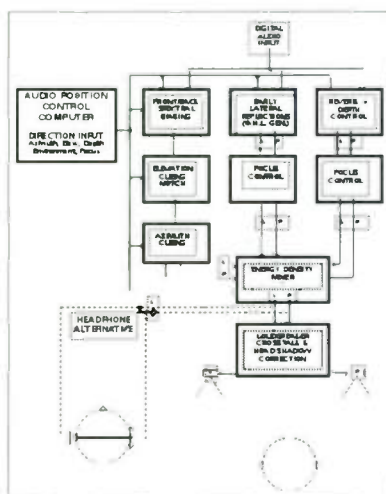 DIGITAL
AUDIO
INPUT
AUDIO POSITION
CONTROL
COMPUTER
DIRECTION INPUT
Azimuth, Elev., Depth
Environment, Focus
FRONT/BACK
SPECTRAL
BIASING
EARLY
LATERAL
REFLECTIONS
REVERB +
DEPTH
CONTROL
L R
L R
ELEVATION
CUEING
NOTCH
FOCUS
CONTROL
FOCUS
CONTROL
L R
L R
AZIMUTH
CUEING
ENERGY DENSITY
MIXER
L R
HEADPHONE
ALTERNATIVE
LOUDSPEAKER
CROSSTALK &
HEAD SHADOW
CORRECTION